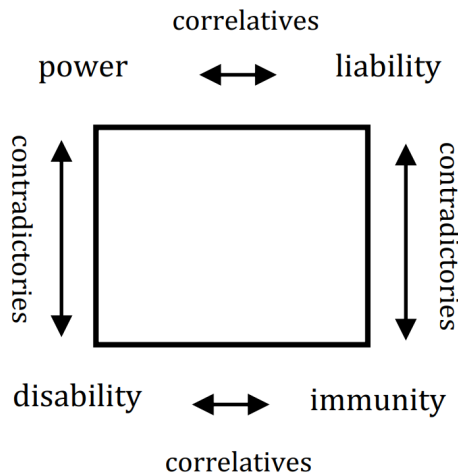 correlatives
power
liability
contradictories
contradictories
disability
immunity
correlatives